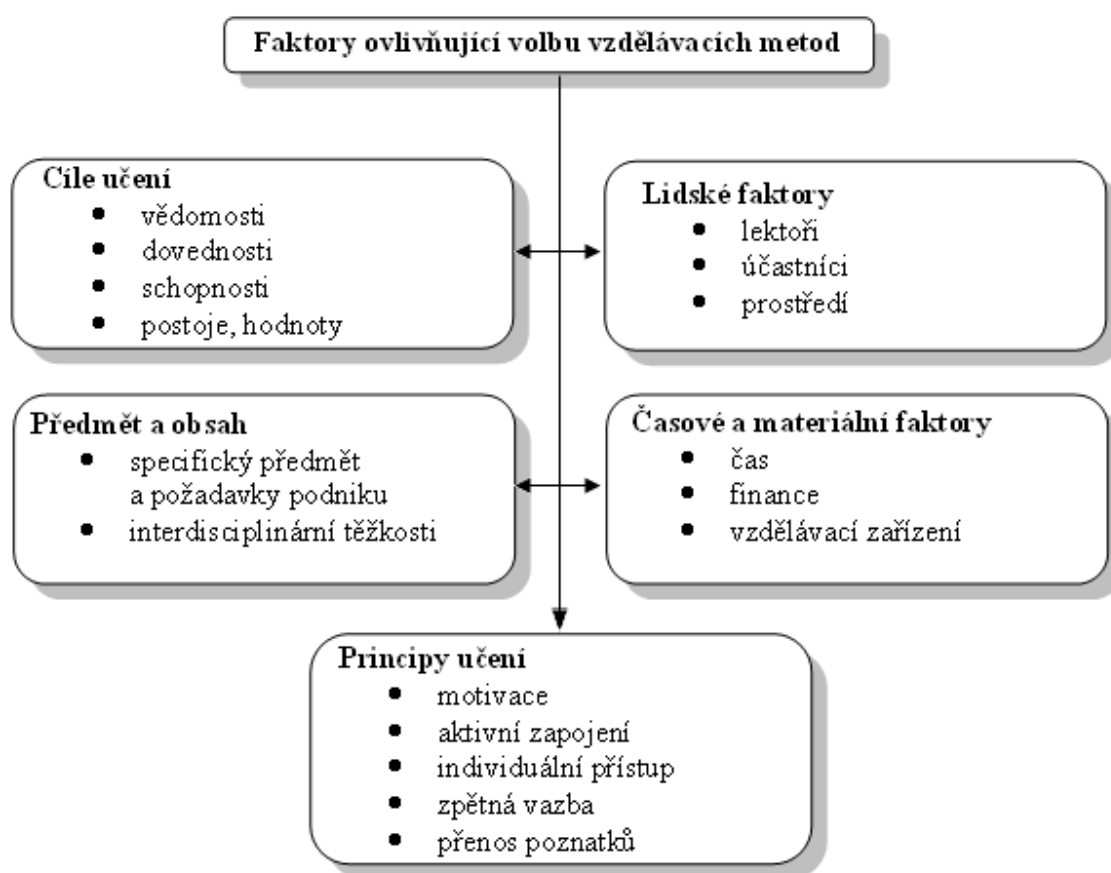 Faktory ovlivňující volbu vzdělávacích metod
Cíle učení
• vědomosti
• dovednosti
• schopnosti
• postoje, hodnoty
Lidské faktory
• lektoři
• účastníci
• prostředí
Předmět a obsah
• specifický předmět
a požadavky podniku
• interdisciplinární těžkosti
Časové a materiální faktory
• čas
• finance
• vzdělávací zařízení
Principy učení
• motivace
• aktivní zapojení
• individuální přístup
• zpětná vazba
• přenos poznatků